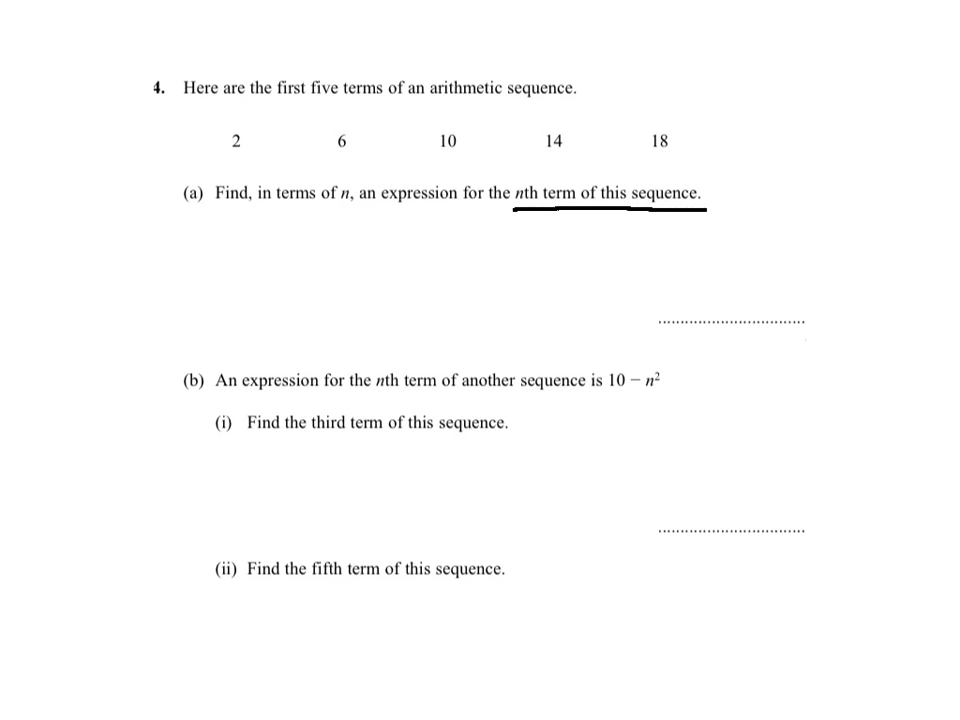 4. Here are the first five terms of an arithmetic sequence.
2 6 10 14 18
(a) Find, in terms of n, an expression for the nth term of this sequence.
....................................
(b) An expression for the nth term of another sequence is 10 – n²
(i) Find the third term of this sequence.
....................................
(ii) Find the fifth term of this sequence.